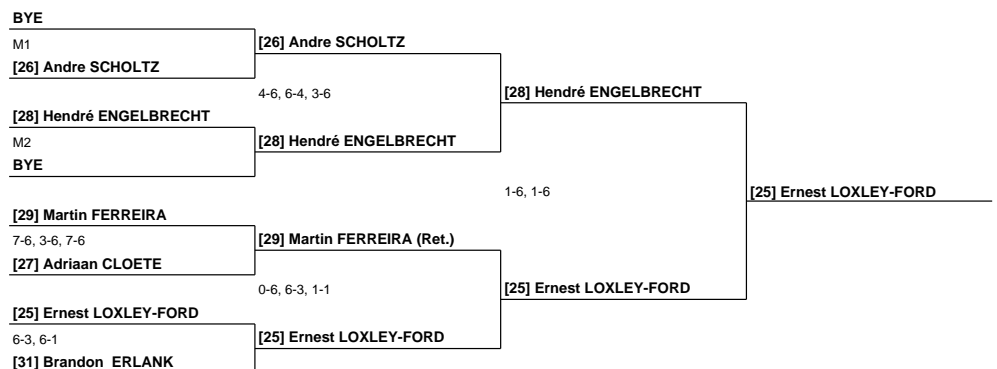 BYE
M1
[26] Andre SCHOLTZ
[28] Hendré ENGELBRECHT
M2
BYE
[29] Martin FERREIRA
7-6, 3-6, 7-6
[27] Adriaan CLOETE
[25] Ernest LOXLEY-FORD
6-3, 6-1
[31] Brandon  ERLANK
[26] Andre SCHOLTZ
4-6, 6-4, 3-6
[28] Hendré ENGELBRECHT
[29] Martin FERREIRA (Ret.)
0-6, 6-3, 1-1
[25] Ernest LOXLEY-FORD
[28] Hendré ENGELBRECHT
1-6, 1-6
[25] Ernest LOXLEY-FORD
[25] Ernest LOXLEY-FORD